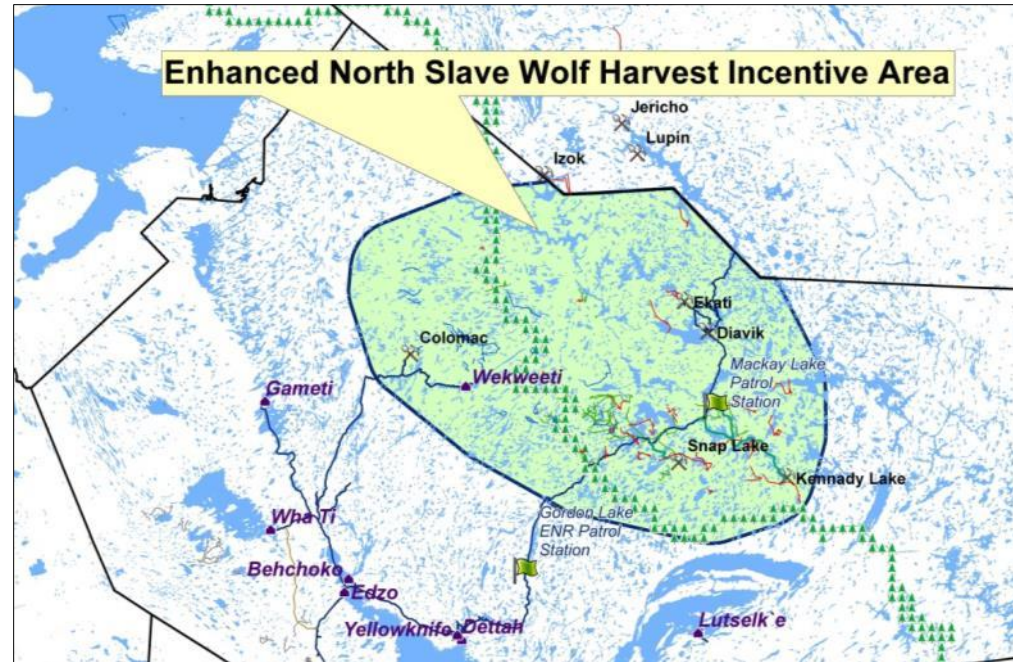 Enhanced North Slave Wolf Harvest Incentive Area
Jericho
Lupin
Izok
Ekati
Diavik
Colomac
Mackay Lake
Patrol
Station
Wekweeti
Gameti
Snap Lake
Kennady Lake
Gordon Lake
ENR Patrol
Station
Wha Ti
Behchoko
Edzo
Yellowknife
Dettah
Lutselk`e